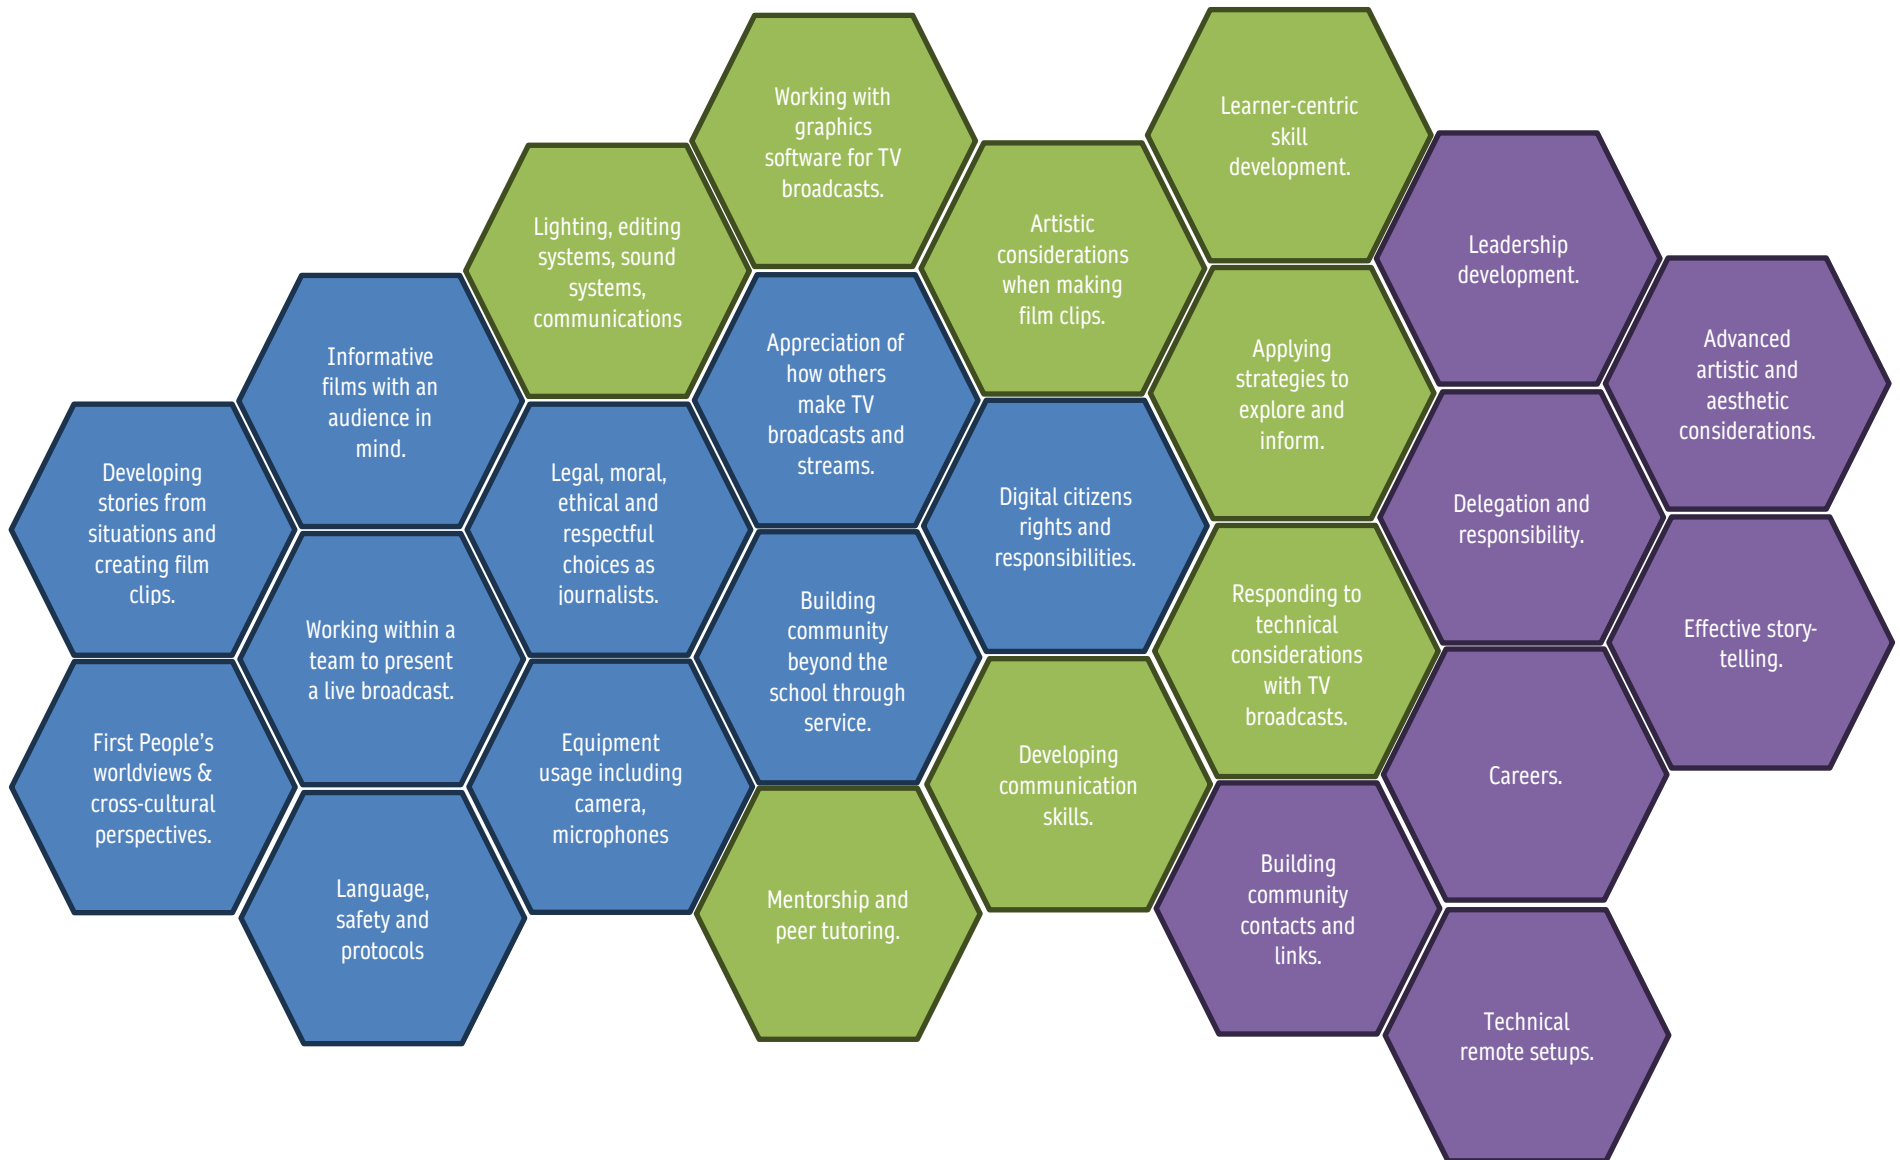 Developing
stories from
situations and
creating film
clips.
First People’s
worldviews &
cross-cultural
perspectives.
Informative
films with an
audience in
mind.
Working within a
team to present
a live broadcast.
Language,
safety and
protocols
Lighting, editing
systems, sound
systems,
communications
Legal, moral,
ethical and
respectful
choices as
journalists.
Equipment
usage including
camera,
microphones
Working with
graphics
software for TV
broadcasts.
Appreciation of
how others
make TV
broadcasts and
streams.
Building
community
beyond the
school through
service.
Mentorship and
peer tutoring.
Artistic
considerations
when making
film clips.
Digital citizens
rights and
responsibilities.
Developing
communication
skills.
Learner-centric
skill
development.
Applying
strategies to
explore and
inform.
Responding to
technical
considerations
with TV
broadcasts.
Building
community
contacts and
links.
Leadership
development.
Delegation and
responsibility.
Careers.
Technical
remote setups.
Advanced
artistic and
aesthetic
considerations.
Effective story-
telling.